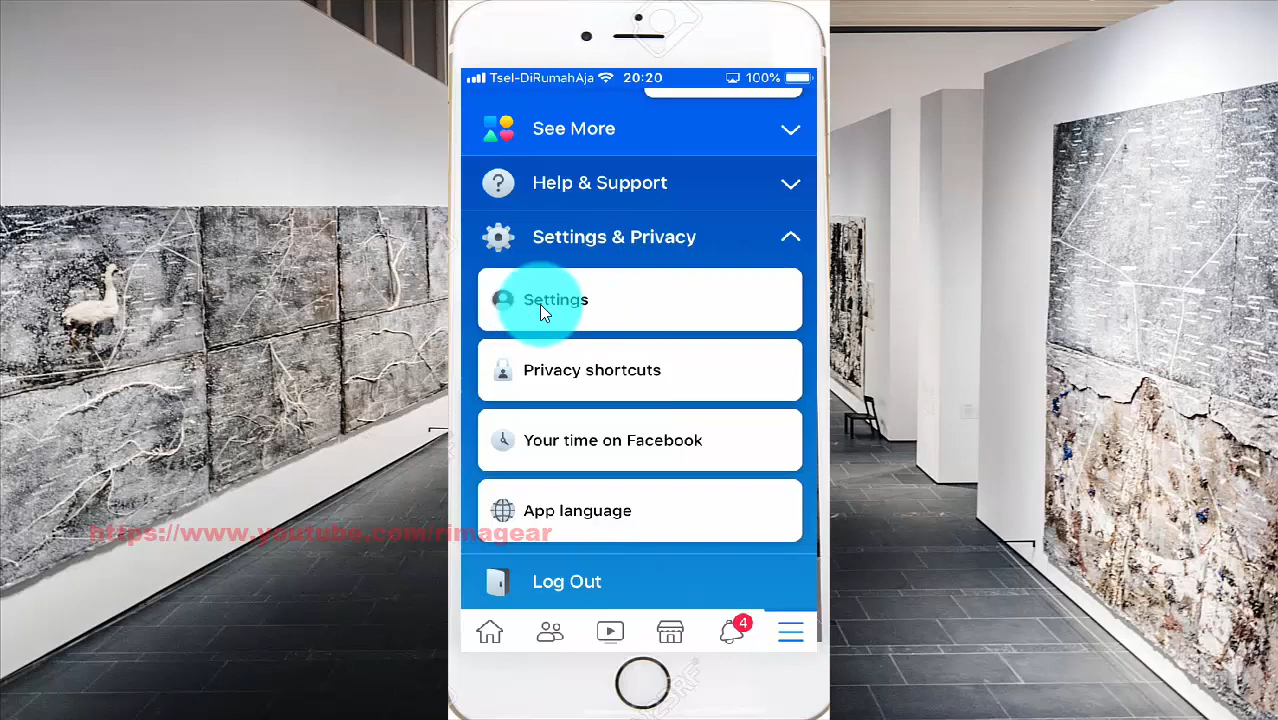 Tsel-DiRumahAja 20:20 100%
See More
? Help & Support
Settings & Privacy
Settings
Privacy shortcuts
Your time on Facebook
App language
https://www.youtube.com/rimagear
Log Out
4